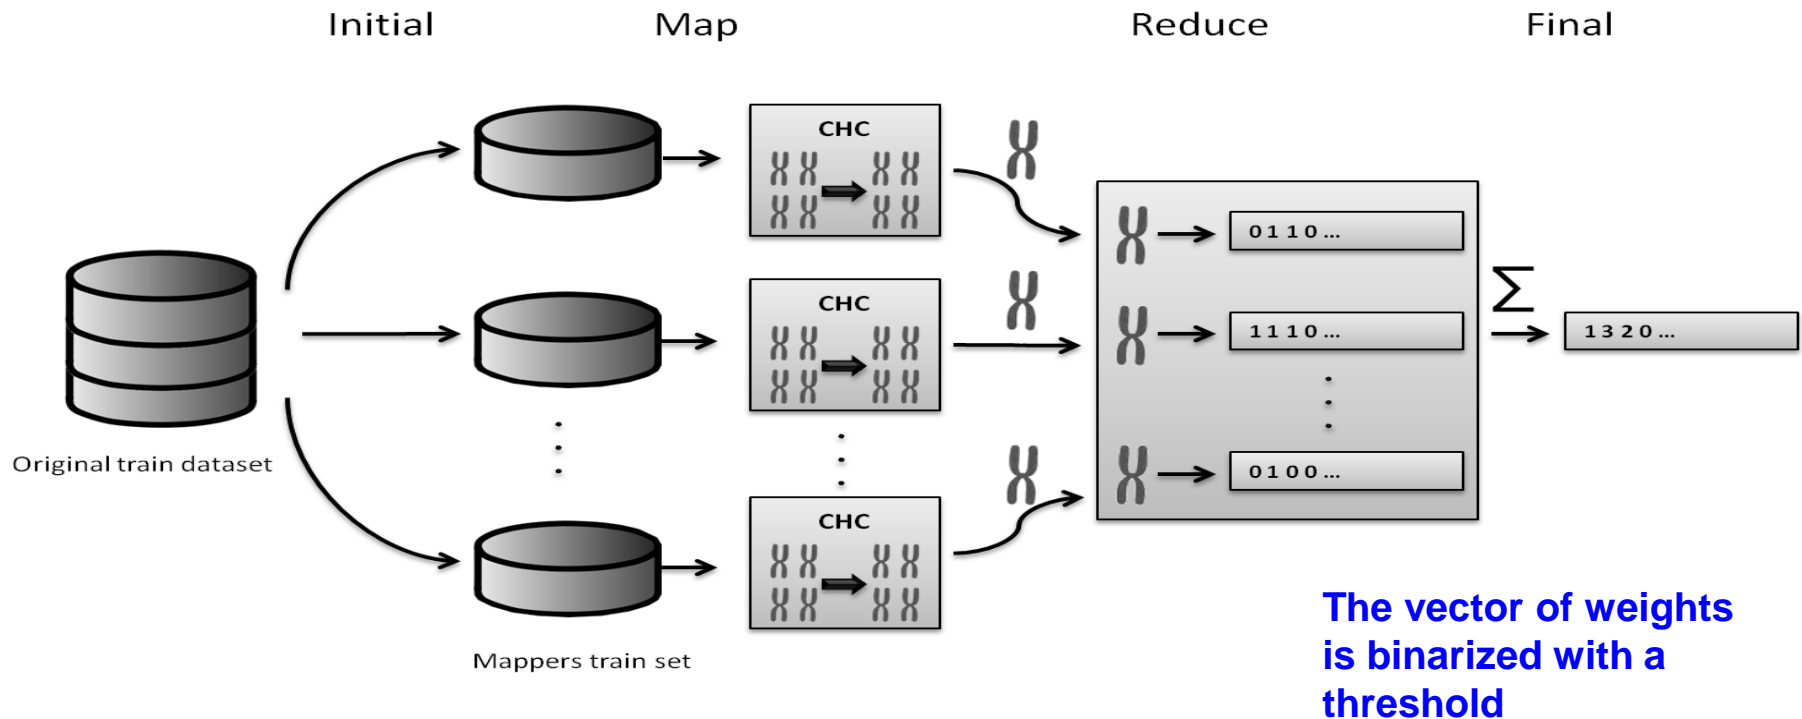 Initial
Map
Reduce
Final
CHC
0 1 1 0 ...
CHC
1 1 1 0 ...
∑
1 3 2 0 ...
Original train dataset
0 1 0 0 ...
CHC
Mappers train set
The vector of weights
is binarized with a
threshold